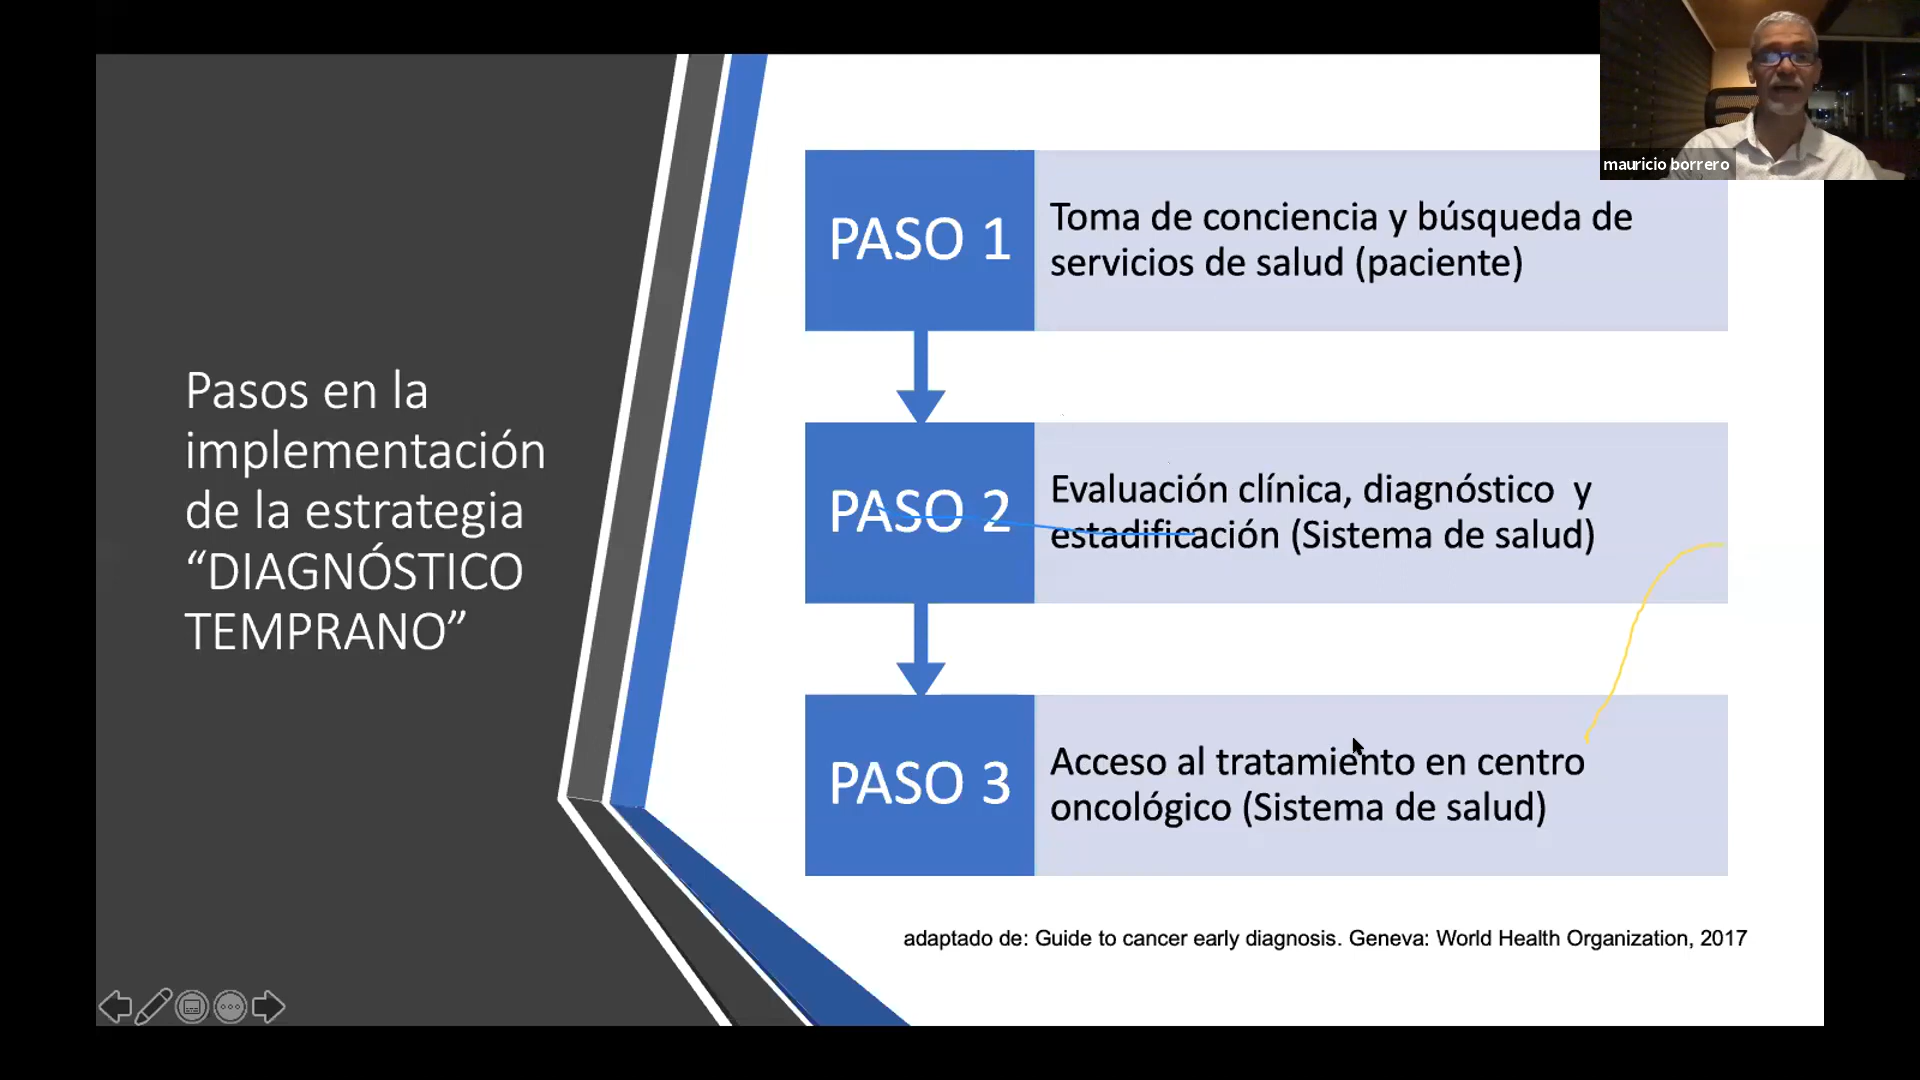 mauricio borrero
Pasos en la
implementación
de la estrategia
“DIAGNÓSTICO
TEMPRANO”
PASO 1
Toma de conciencia y búsqueda de
servicios de salud (paciente)
PASO 2
Evaluación clínica, diagnóstico y
estadificación (Sistema de salud)
PASO 3
Acceso al tratamiento en centro
oncológico (Sistema de salud)
adaptado de: Guide to cancer early diagnosis. Geneva: World Health Organization, 2017